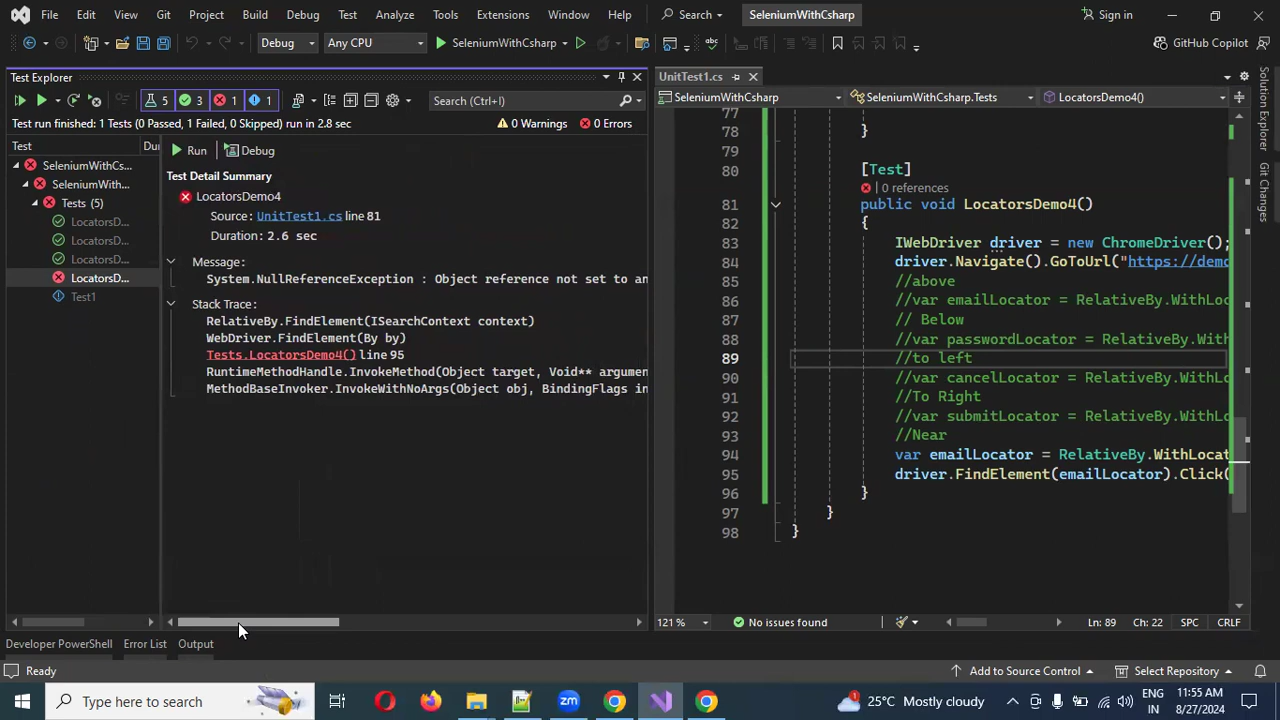 File Edit View Git Project Build Debug Test Analyze Tools Extensions Window Help Search SeleniumWithCsharp Sign in
Debug Any CPU SeleniumWithCsharp GitHub Copilot
Test Explorer
5 3 1 1 Search (Ctrl+I)
Test run finished: 1 Tests (0 Passed, 1 Failed, 0 Skipped) run in 2.8 sec 0 Warnings 0 Errors
Test Du
SeleniumWithCs...
SeleniumWith...
Tests (5)
LocatorsD...
LocatorsD...
LocatorsD...
LocatorsD...
Test1
Run Debug
Test Detail Summary
LocatorsDemo4
Source: UnitTest1.cs line 81
Duration: 2.6 sec
Message:
System.NullReferenceException : Object reference not set to an
Stack Trace:
RelativeBy.FindElement(ISearchContext context)
WebDriver.FindElement(By by)
Tests.LocatorsDemo4() line 95
RuntimeMethodHandle.InvokeMethod(Object target, Void** argumen
MethodBaseInvoker.InvokeWithNoArgs(Object obj, BindingFlags in
UnitTest1.cs
SeleniumWithCsharp SeleniumWithCsharp.Tests LocatorsDemo4()
77
78 }
79
80 [Test]
0 references
81 public void LocatorsDemo4()
82 {
83 IWebDriver driver = new ChromeDriver();
84 driver.Navigate().GoToUrl("https://demo
85 //above
86 //var emailLocator = RelativeBy.WithLoc
87 // Below
88 //var passwordLocator = RelativeBy.With
89 //to left
90 //var cancelLocator = RelativeBy.WithLo
91 //To Right
92 //var submitLocator = RelativeBy.WithLo
93 //Near
94 var emailLocator = RelativeBy.WithLocat
95 driver.FindElement(emailLocator).Click(
96 }
97 }
98 }
121 % No issues found Ln: 89 Ch: 22 SPC CRLF
Solution Explorer
Git Changes
Developer PowerShell Error List Output
Ready Add to Source Control Select Repository
Type here to search zm 25°C Mostly cloudy ENG IN 11:55 AM 8/27/2024